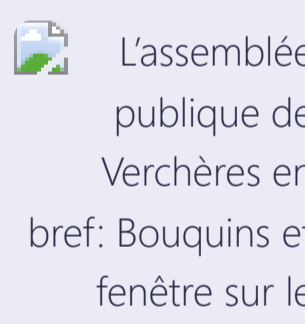 L’assemblée
publique de
Verchères en
bref: Bouquins et
fenêtre sur le